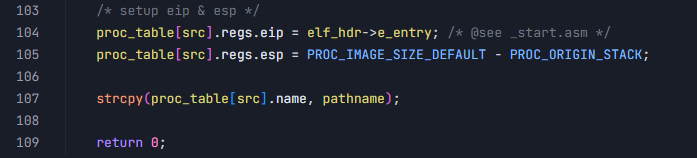 103 /* setup eip & esp */
104 proc_table[src].regs.eip = elf_hdr->e_entry; /* @see _start.asm */
105 proc_table[src].regs.esp = PROC_IMAGE_SIZE_DEFAULT - PROC_ORIGIN_STACK;
106
107 strcpy(proc_table[src].name, pathname);
108
109 return 0;